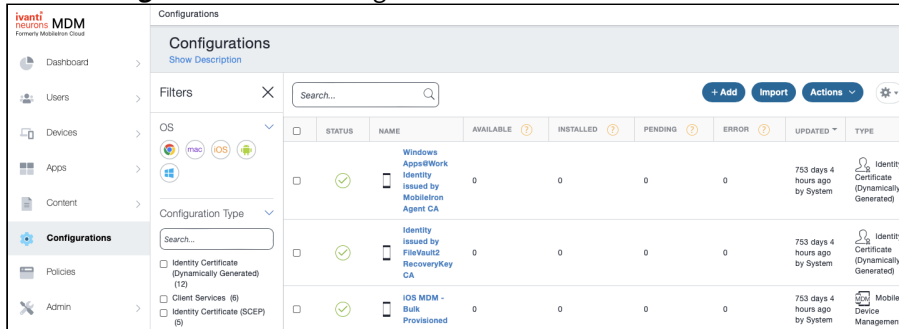 ivanti
neurons MDM
Formerly MobileIron Cloud
Dashboard
Users
Devices
Apps
Content
Configurations
Policies
Admin
Configurations
Configurations
Show Description
Filters
OS
mac
iOS
Configuration Type
Search...
Identity Certificate
(Dynamically Generated)
(12)
Client Services (6)
Identity Certificate (SCEP)
(5)
Search...
+ Add
Import
Actions
STATUS NAME AVAILABLE ? INSTALLED ? PENDING ? ERROR ? UPDATED TYPE
Windows
Apps@Work
Identity
issued by
MobileIron
Agent CA
0 0 0 0
753 days 4
hours ago
by System
Identity
Certificate
(Dynamically
Generated)
Identity
issued by
FileVault2
RecoveryKey
CA
0 0 0 0
753 days 4
hours ago
by System
Identity
Certificate
(Dynamically
Generated)
iOS MDM -
Bulk
Provisioned
0 0 0 0
753 days 4
hours ago
by System
MDM Mobile
Device
Management